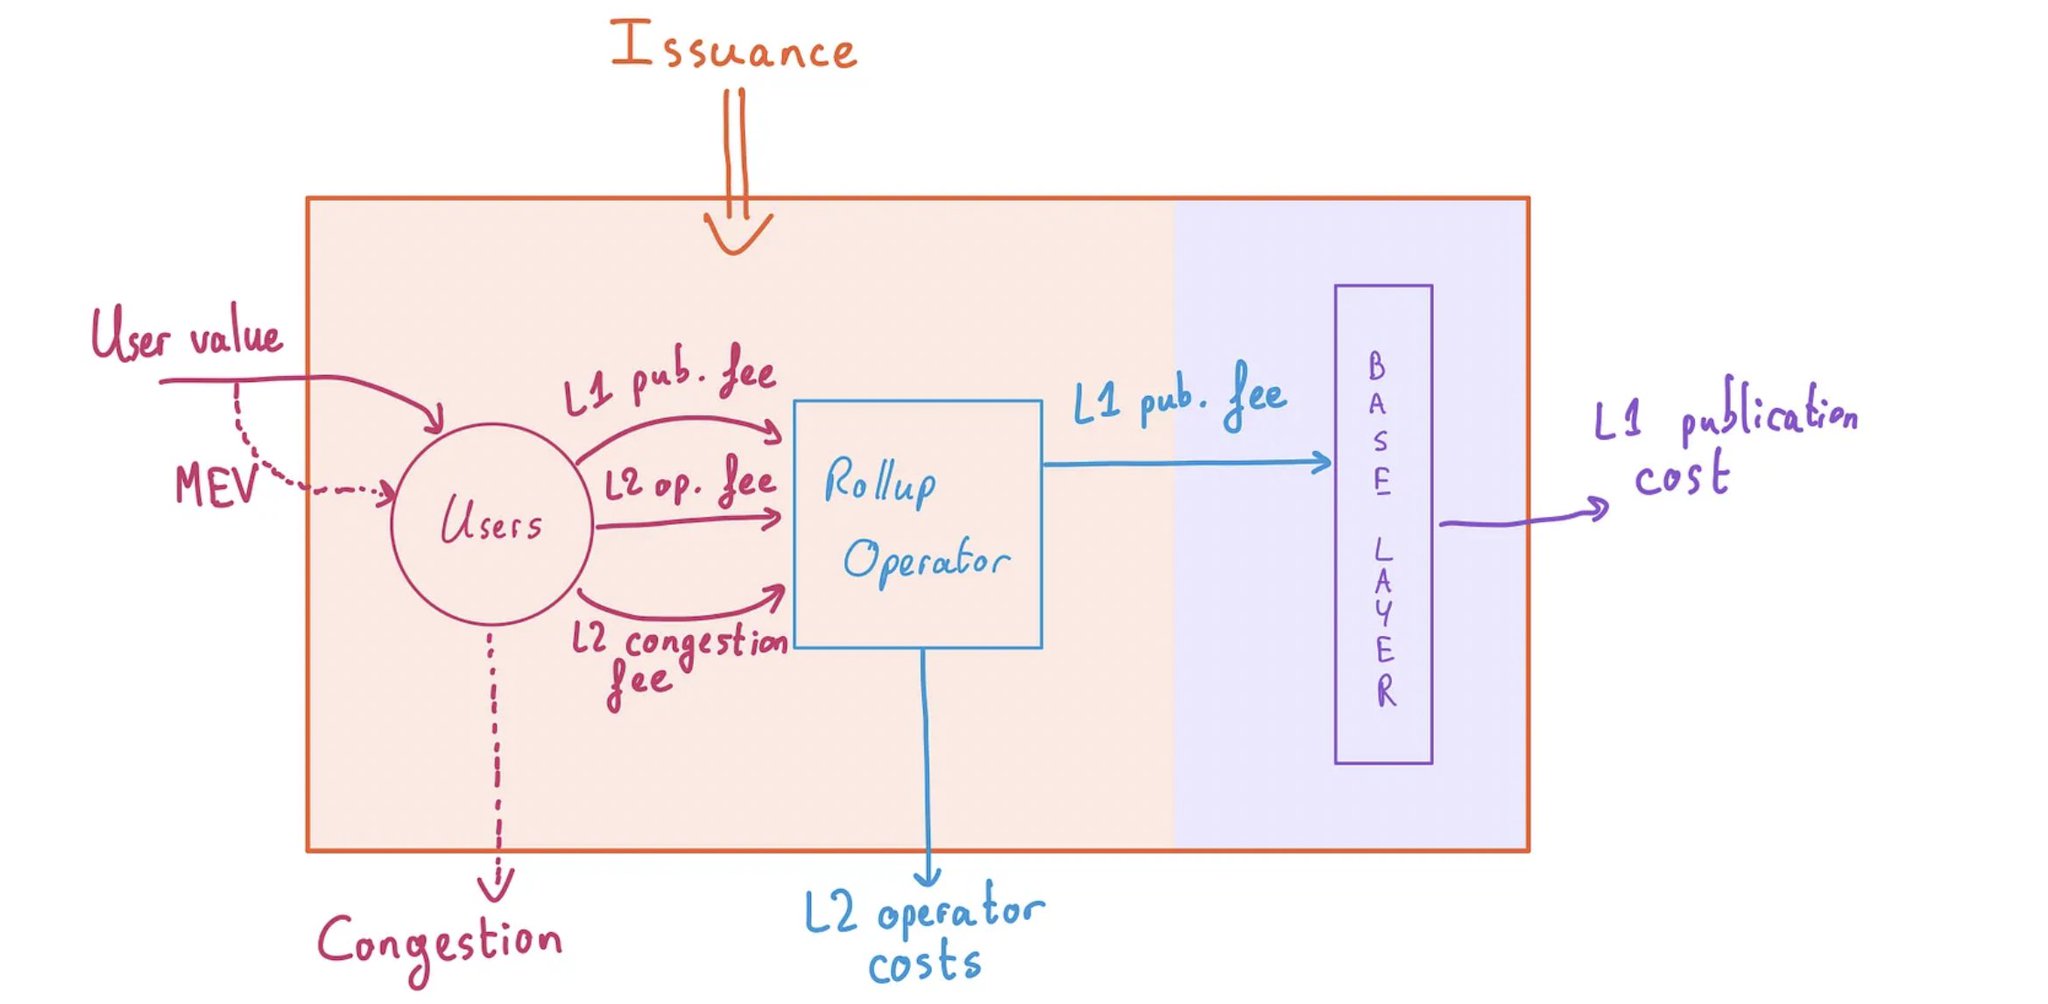 Issuance
User value
MEV
Users
L1 pub. fee
L2 op. fee
L2 congestion
fee
Rollup
Operator
L1 pub. fee
BASE LAYER
L1 publication
cost
Congestion
L2 operator
costs